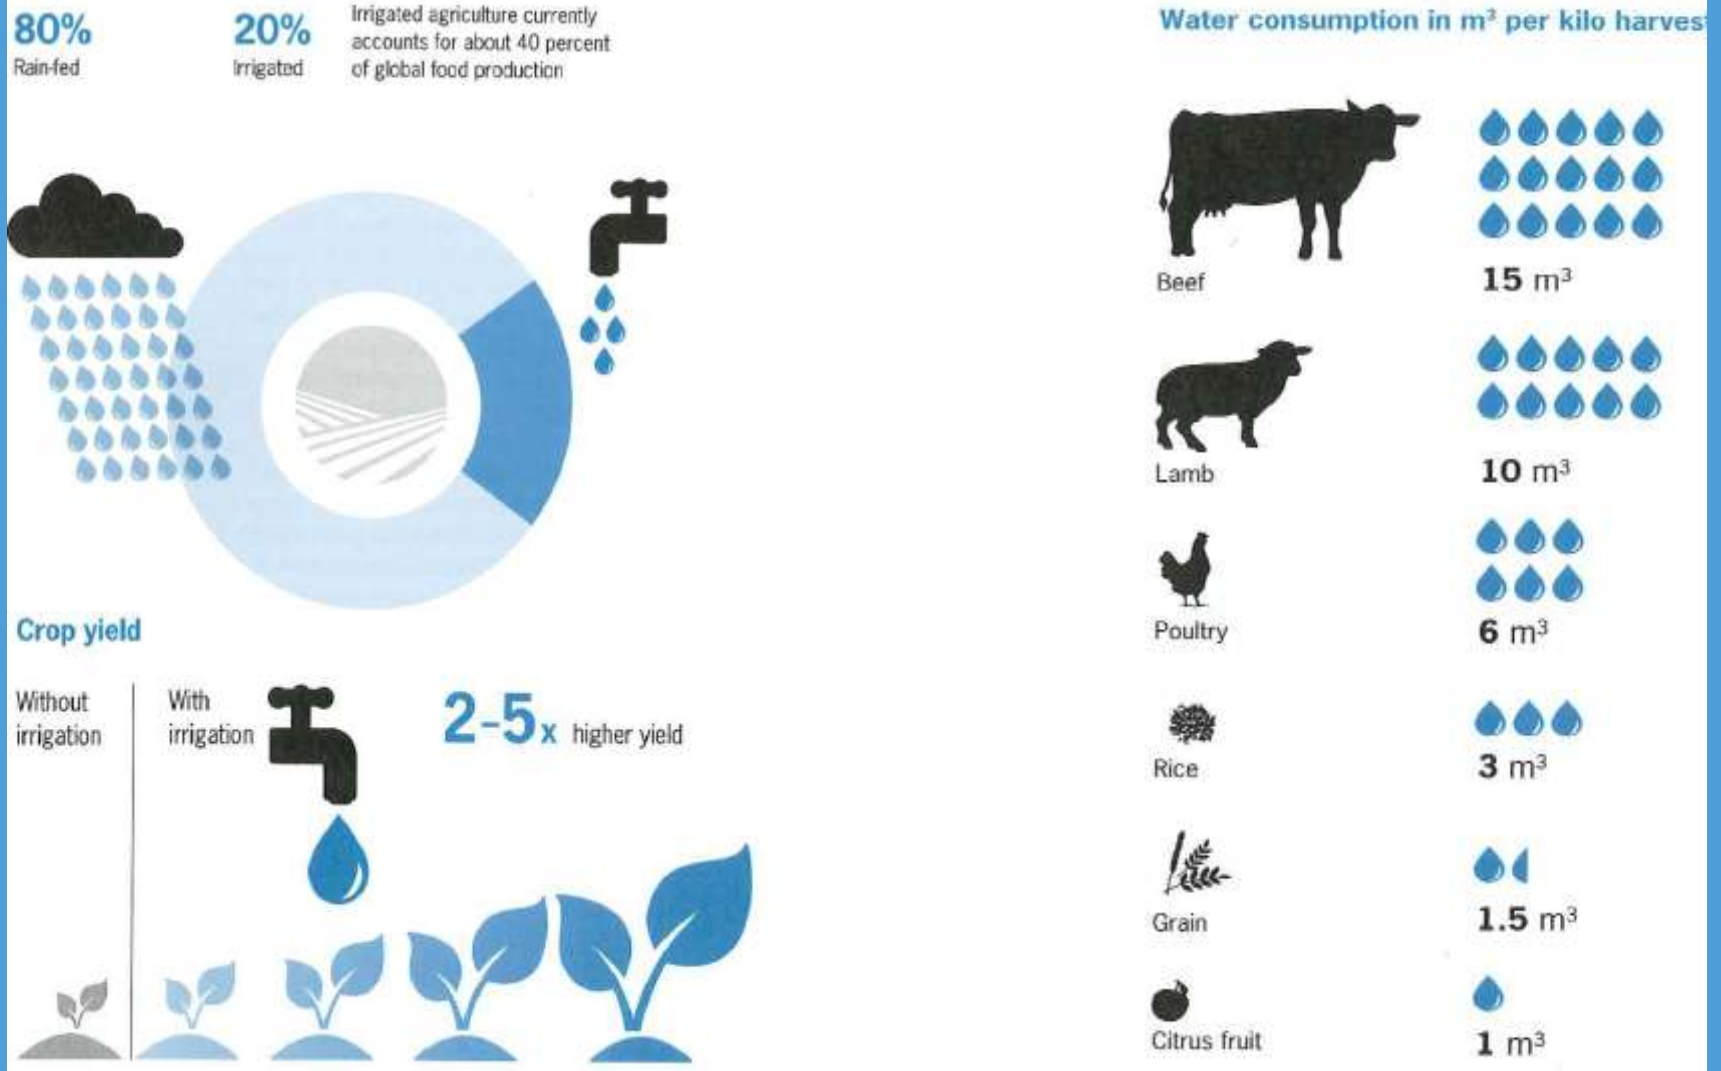 80%
Rain-fed
20%
Irrigated
Irrigated agriculture currently
accounts for about 40 percent
of global food production
Crop yield
Without
irrigation
With
irrigation
2-5x higher yield
Water consumption in m³ per kilo harves
Beef
15 m³
Lamb
10 m³
Poultry
6 m³
Rice
3 m³
Grain
1.5 m³
Citrus fruit
1 m³